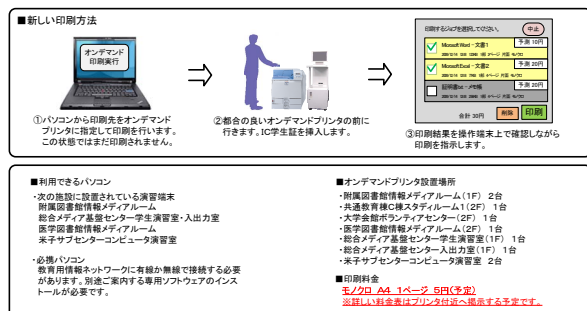 ■新しい印刷方法
オンデマンド
印刷実行
①パソコンから印刷先をオンデマンド
プリンタに指定して印刷を行います。
この状態ではまだ印刷されません。
②都合の良いオンデマンドプリンタの前に
行きます。IC学生証を挿入します。
印刷するジョブを選択してください。
中止
Microsoft Word - 文書1
予測 10円
Microsoft Excel - 文書2
予測 20円
証明書txt - メモ帳
予測 20円
合計 30円
削除
印刷
③印刷結果を操作端末上で確認しながら
印刷を指示します。
■利用できるパソコン
・次の施設に設置されている演習端末
附属図書館情報メディアルーム
総合メディア基盤センター学生演習室・入出力室
医学図書館情報メディアルーム
米子サブセンターコンピュータ演習室
・必携パソコン
教育用情報ネットワークに有線か無線で接続する必要
があります。別途ご案内する専用ソフトウェアのインス
トールが必要です。
■オンデマンドプリンタ設置場所
・附属図書館情報メディアルーム(1F) 2台
・共通教育棟C棟スタディルーム1(2F) 1台
・大学会館ボランティアセンター(2F) 1台
・医学図書館情報メディアルーム(2F) 1台
・総合メディア基盤センター学生演習室(1F) 1台
・総合メディア基盤センター入出力室(1F) 1台
・米子サブセンターコンピュータ演習室 2台
■印刷料金
モノクロ A4 1ページ 5円(予定)
※詳しい料金表はプリンタ付近へ掲示する予定です。